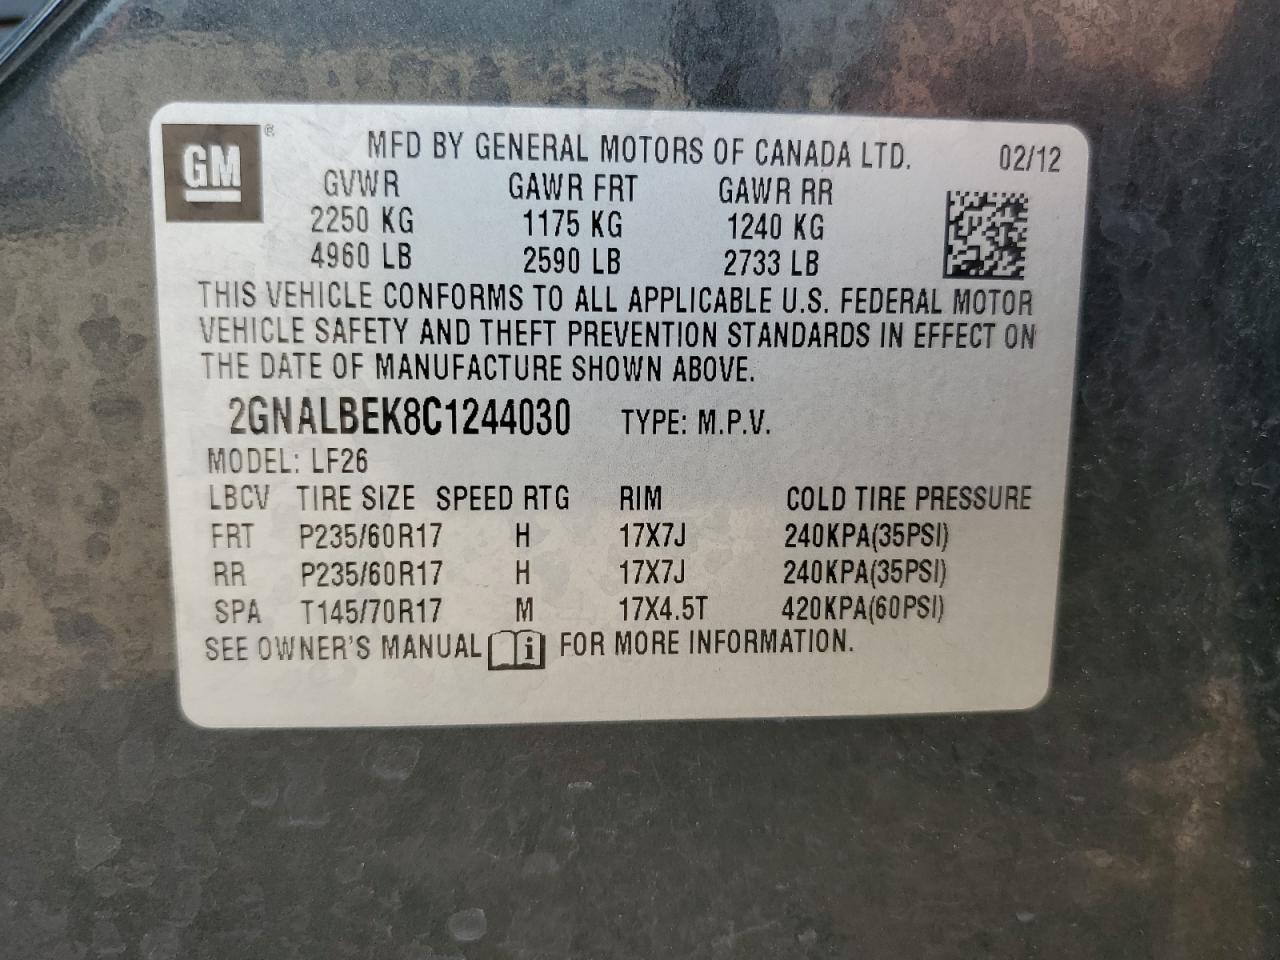 GM ® MFD BY GENERAL MOTORS OF CANADA LTD. 02/12
GVWR GAWR FRT GAWR RR
2250 KG 1175 KG 1240 KG
4960 LB 2590 LB 2733 LB
THIS VEHICLE CONFORMS TO ALL APPLICABLE U.S. FEDERAL MOTOR
VEHICLE SAFETY AND THEFT PREVENTION STANDARDS IN EFFECT ON
THE DATE OF MANUFACTURE SHOWN ABOVE.
2GNALBEK8C1244030 TYPE: M.P.V.
MODEL: LF26
LBCV TIRE SIZE SPEED RTG RIM COLD TIRE PRESSURE
FRT P235/60R17 H 17X7J 240KPA(35PSI)
RR P235/60R17 H 17X7J 240KPA(35PSI)
SPA T145/70R17 M 17X4.5T 420KPA(60PSI)
SEE OWNER'S MANUAL i FOR MORE INFORMATION.